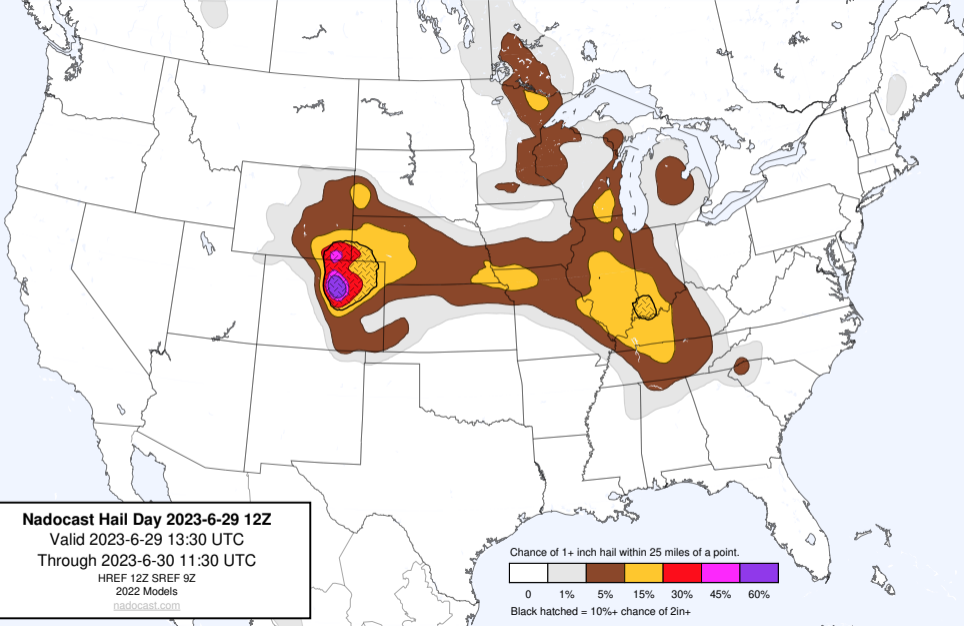 Nadocast Hail Day 2023-6-29 12Z
Valid 2023-6-29 13:30 UTC
Through 2023-6-30 11:30 UTC
HREF 12Z SREF 9Z
2022 Models
nadocast.com
Chance of 1+ inch hail within 25 miles of a point.
0 1% 5% 15% 30% 45% 60%
Black hatched = 10%+ chance of 2in+